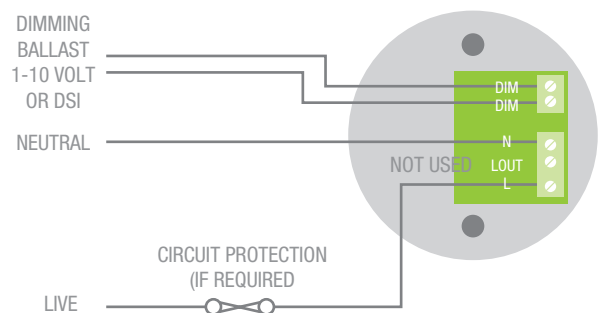 DIMMING
BALLAST
1-10 VOLT
OR DSI
DIM
DIM
NEUTRAL
N
NOT USED
LOUT
L
CIRCUIT PROTECTION
(IF REQUIRED
LIVE